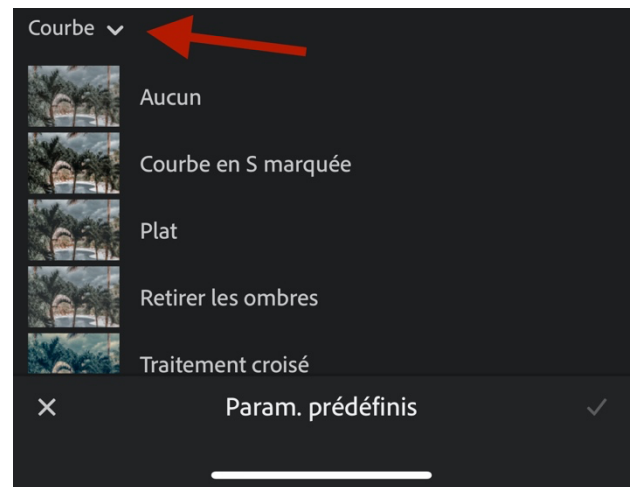 Courbe
Aucun
Courbe en S marquée
Plat
Retirer les ombres
Traitement croisé
Param. prédéfinis